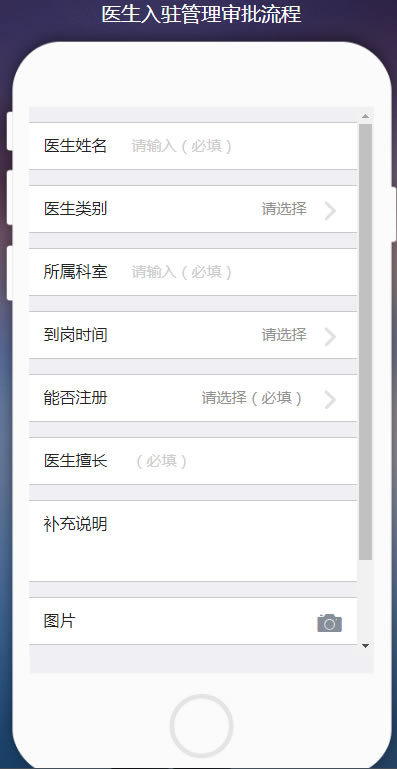 医生入驻管理审批流程
医生姓名 请输入（必填）
医生类别 请选择
所属科室 请输入（必填）
到岗时间 请选择
能否注册 请选择（必填）
医生擅长 （必填）
补充说明
图片